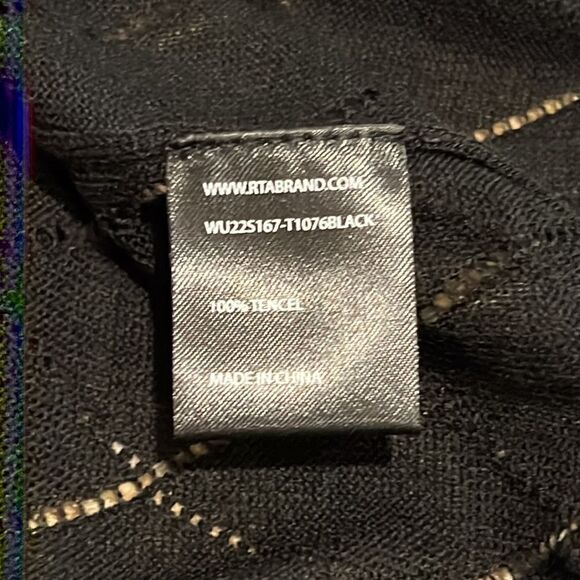 WWW.RTABRAND.COM
WU22S167-T1076BLACK
100% TENCEL
MADE IN CHINA